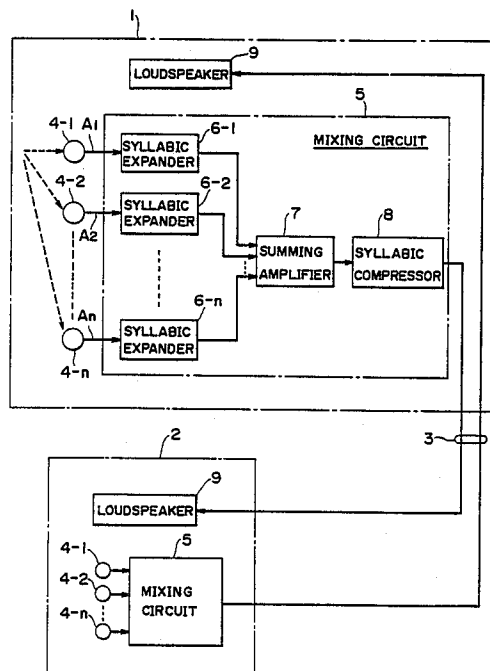 1
9
LOUDSPEAKER
5
4-1
A1
6-1
SYLLABIC
EXPANDER
MIXING CIRCUIT
4-2
A2
6-2
SYLLABIC
EXPANDER
7
8
SUMMING
AMPLIFIER
SYLLABIC
COMPRESSOR
An
6-n
SYLLABIC
EXPANDER
4-n
3
2
9
LOUDSPEAKER
4-1
5
4-2
MIXING
CIRCUIT
4-n